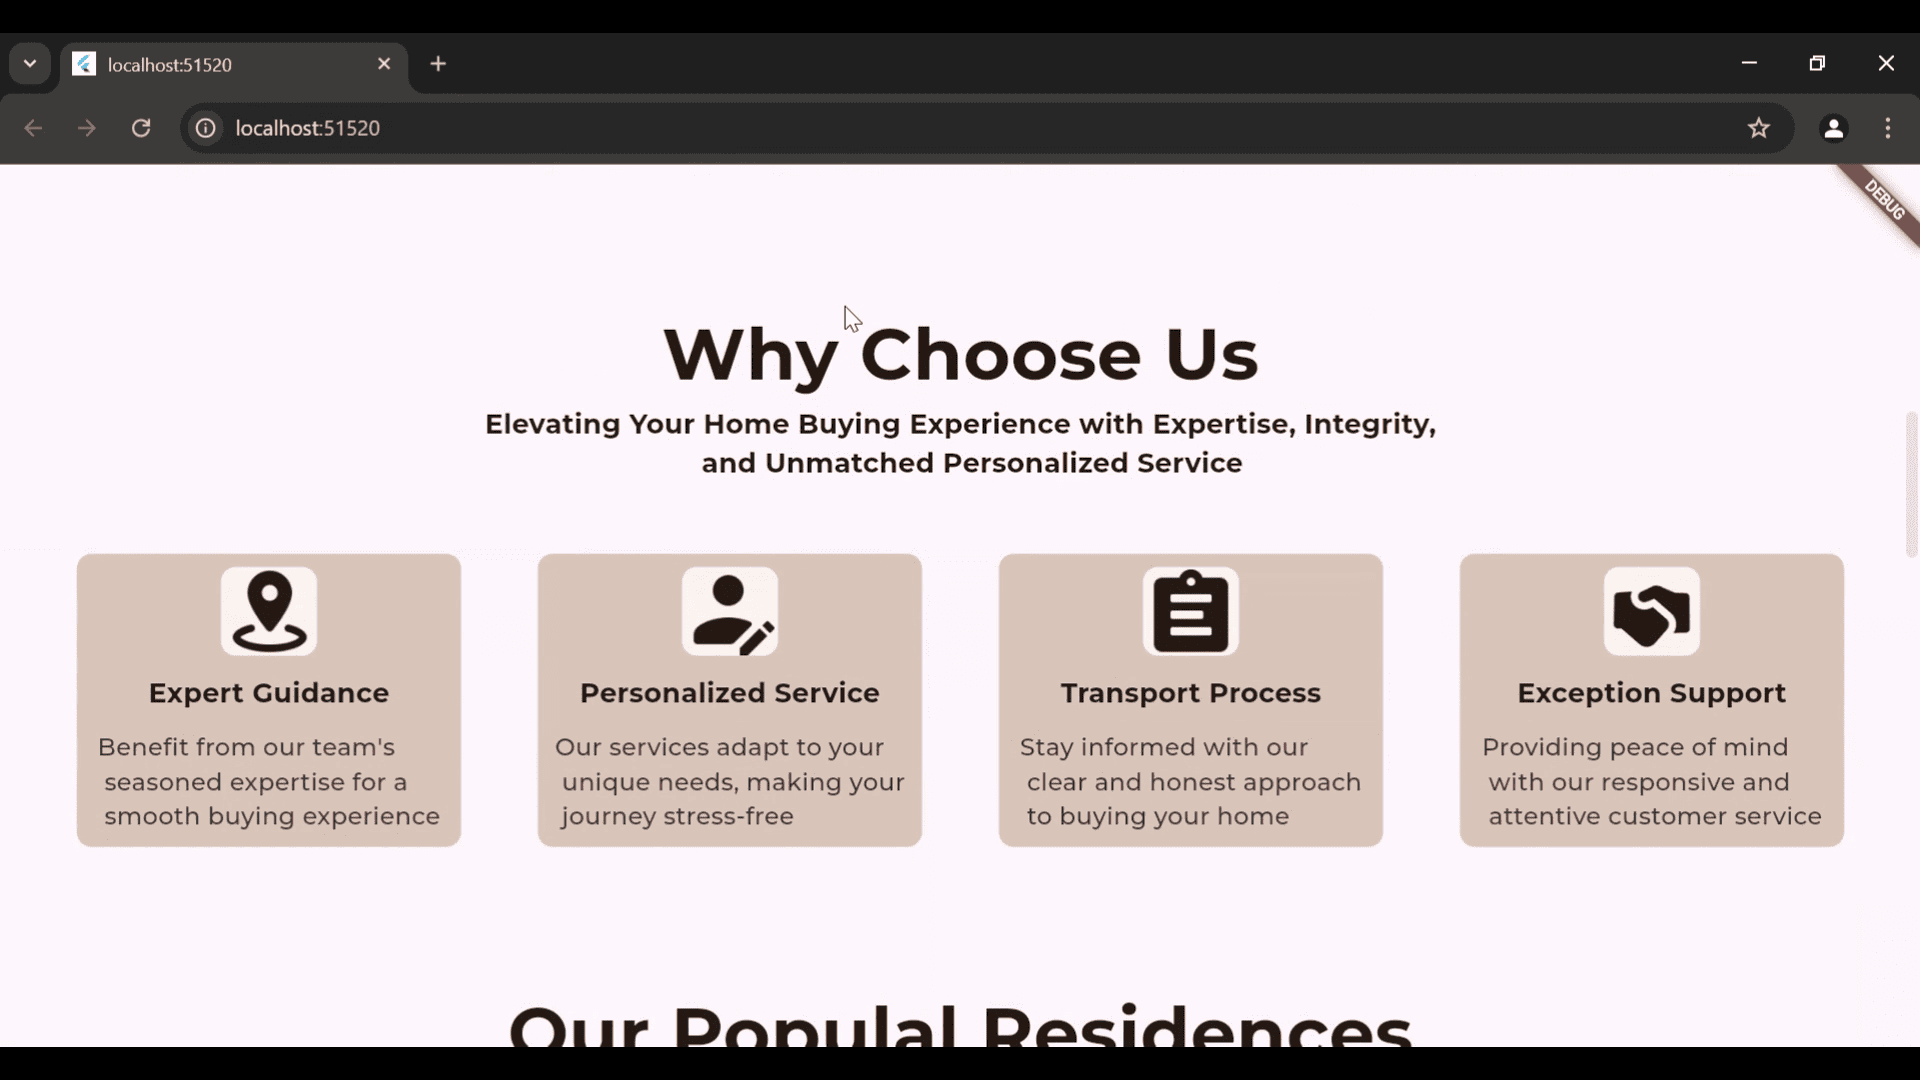 localhost:51520
localhost:51520
DEBUG
Why Choose Us
Elevating Your Home Buying Experience with Expertise, Integrity,
and Unmatched Personalized Service
Expert Guidance
Benefit from our team's
seasoned expertise for a
smooth buying experience
Personalized Service
Our services adapt to your
unique needs, making your
journey stress-free
Transport Process
Stay informed with our
clear and honest approach
to buying your home
Exception Support
Providing peace of mind
with our responsive and
attentive customer service
Our Populal Residences